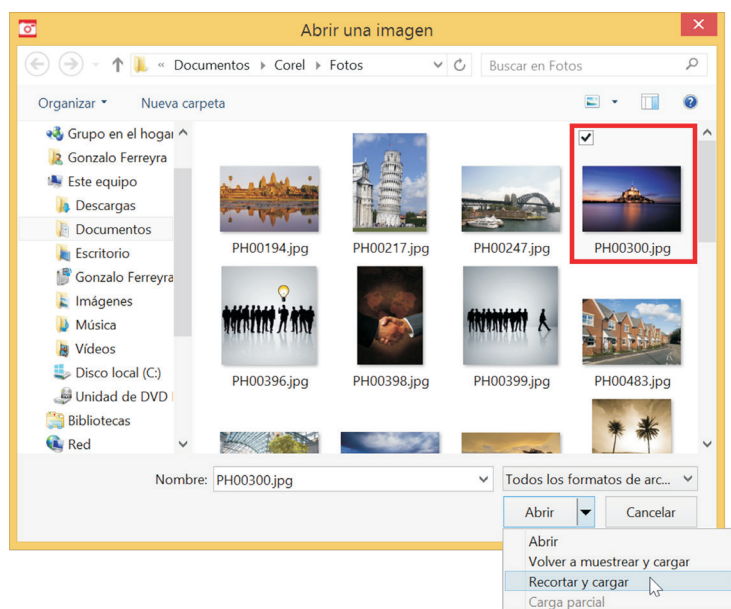 Abrir una imagen
« Documentos Corel Fotos
Buscar en Fotos
Organizar Nueva carpeta
Grupo en el hogar
Gonzalo Ferreyra
Este equipo
Descargas
Documentos
Escritorio
Gonzalo Ferreyra
Imágenes
Música
Vídeos
Disco local (C:)
Unidad de DVD
Bibliotecas
Red
PH00194.jpg PH00217.jpg PH00247.jpg PH00300.jpg
PH00396.jpg PH00398.jpg PH00399.jpg PH00483.jpg
Nombre: PH00300.jpg
Todos los formatos de arc...
Abrir Cancelar
Abrir
Volver a muestrear y cargar
Recortar y cargar
Carga parcial